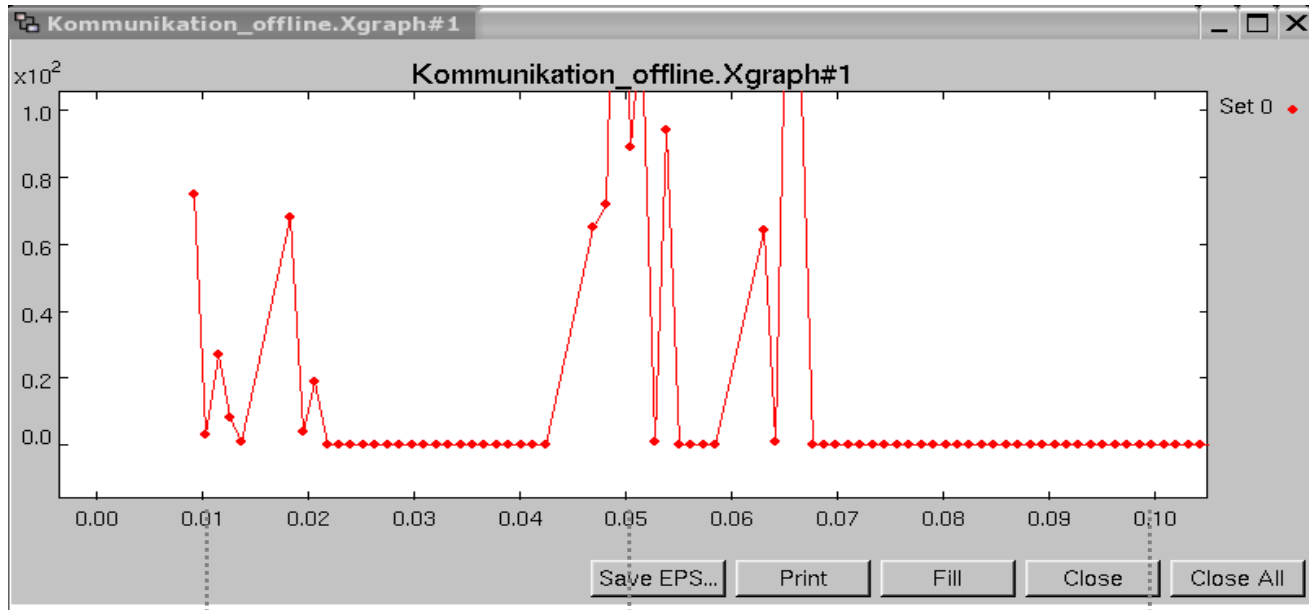 Kommunikation_offline.Xgraph#1
x10²
Kommunikation_offline.Xgraph#1
Set 0
1.0
0.8
0.6
0.4
0.2
0.0
0.00 0.01 0.02 0.03 0.04 0.05 0.06 0.07 0.08 0.09 0.10
Save EPS... Print Fill Close Close All